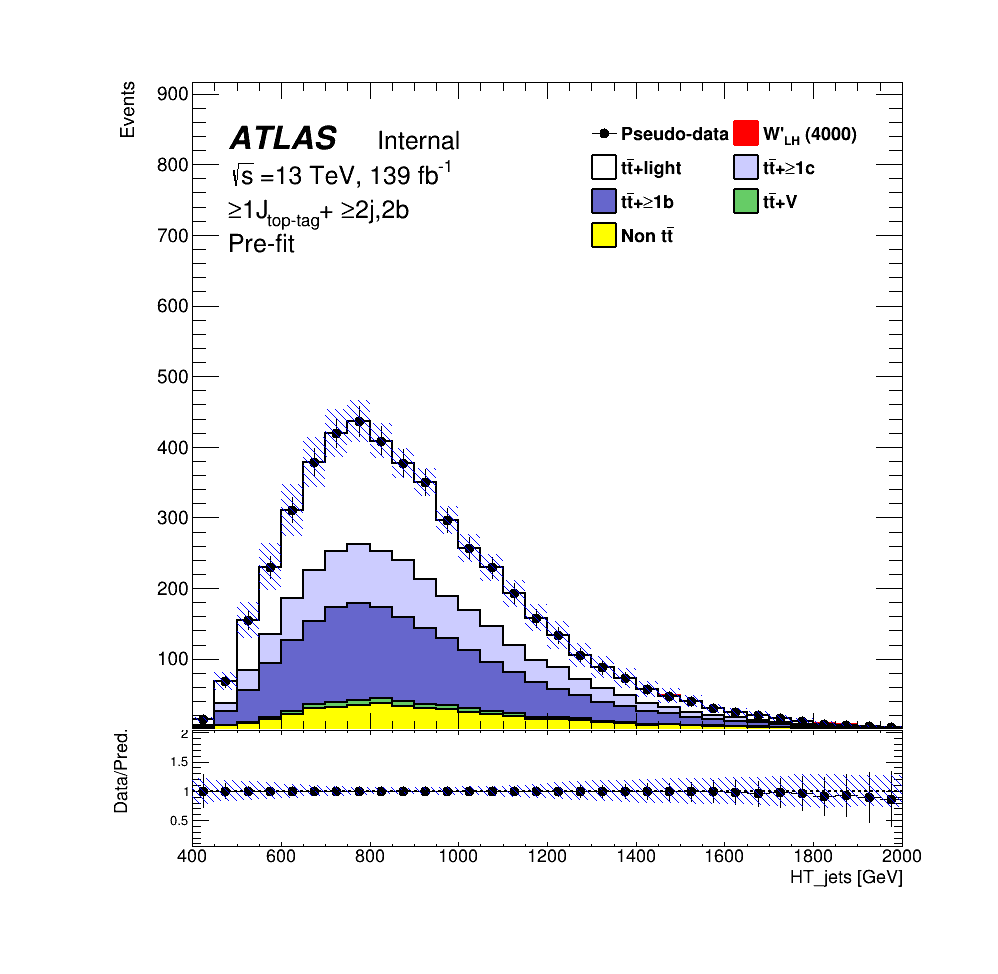 Events
900
800
700
600
500
400
300
200
100
ATLAS Internal
√s =13 TeV, 139 fb⁻¹
≥1J_top-tag+ ≥2j,2b
Pre-fit
Pseudo-data W'_LH (4000)
tt̄+light tt̄+≥1c
tt̄+≥1b tt̄+V
Non tt̄
Data/Pred.
2
1.5
1
0.5
400 600 800 1000 1200 1400 1600 1800 2000
HT_jets [GeV]